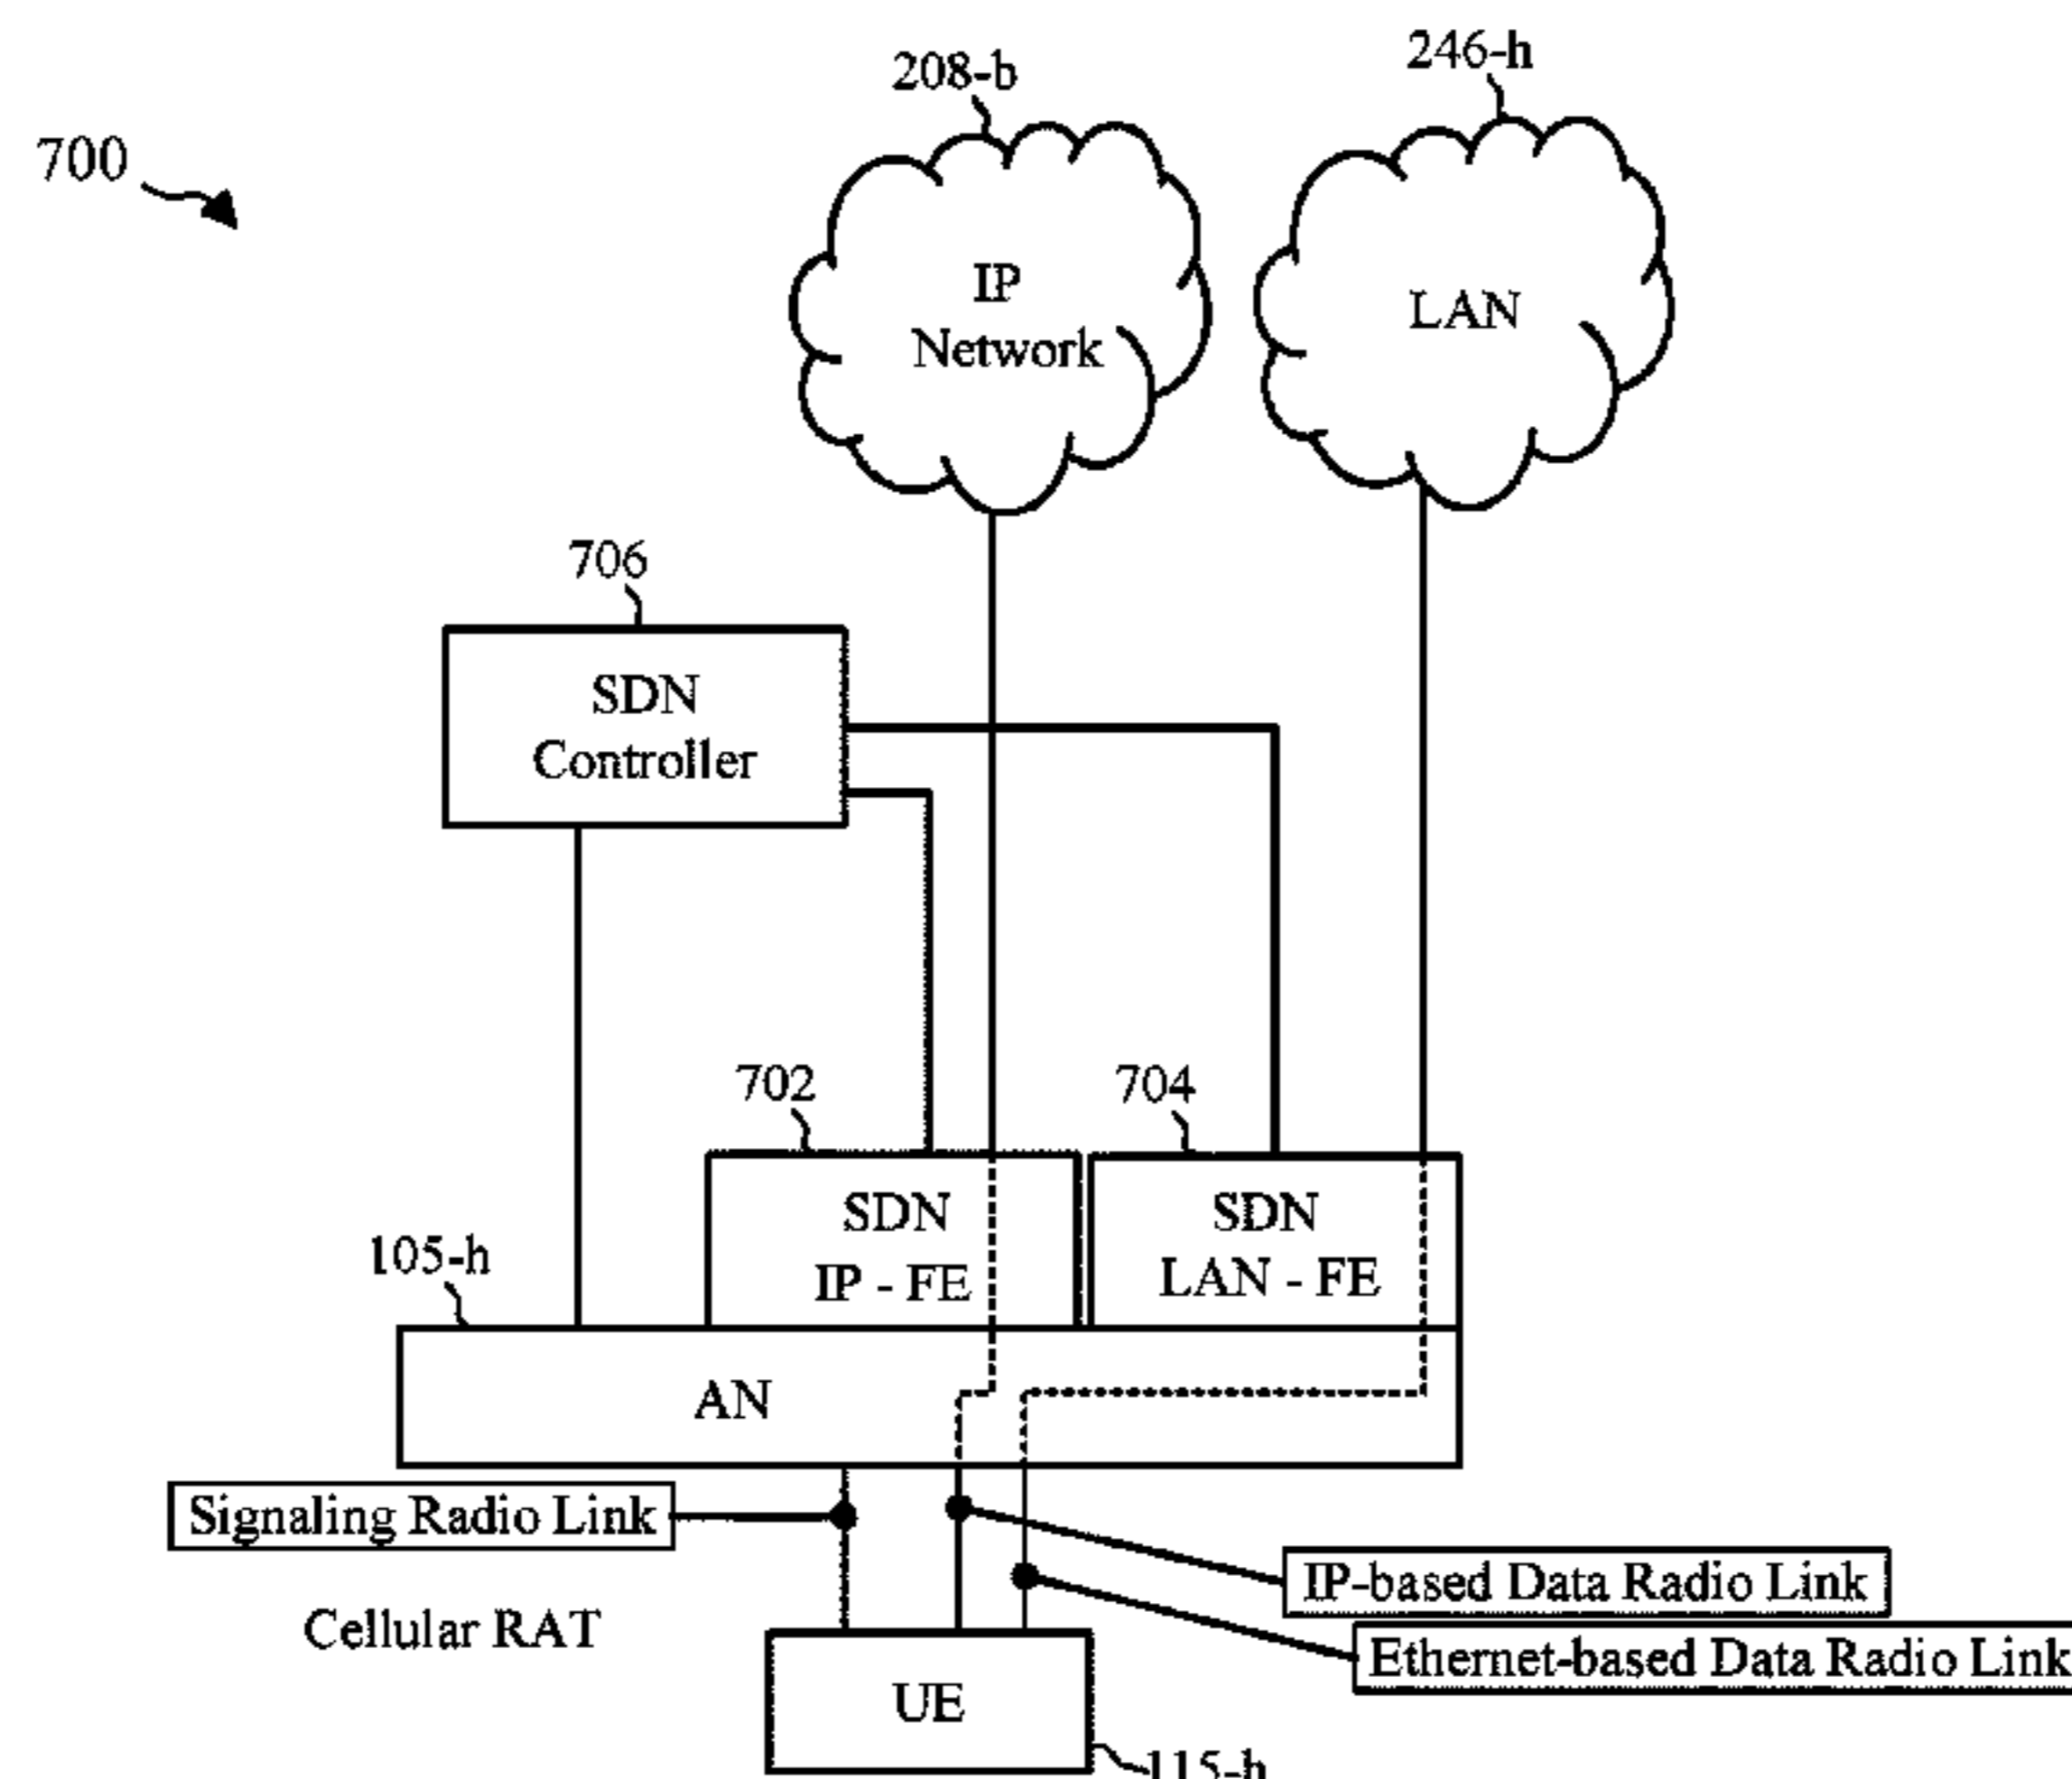 208-b
246-h
700
IP
Network
LAN
706
SDN
Controller
702
704
SDN
IP - FE
SDN
LAN - FE
105-h
AN
Signaling Radio Link
IP-based Data Radio Link
Cellular RAT
Ethernet-based Data Radio Link
UE
115-h